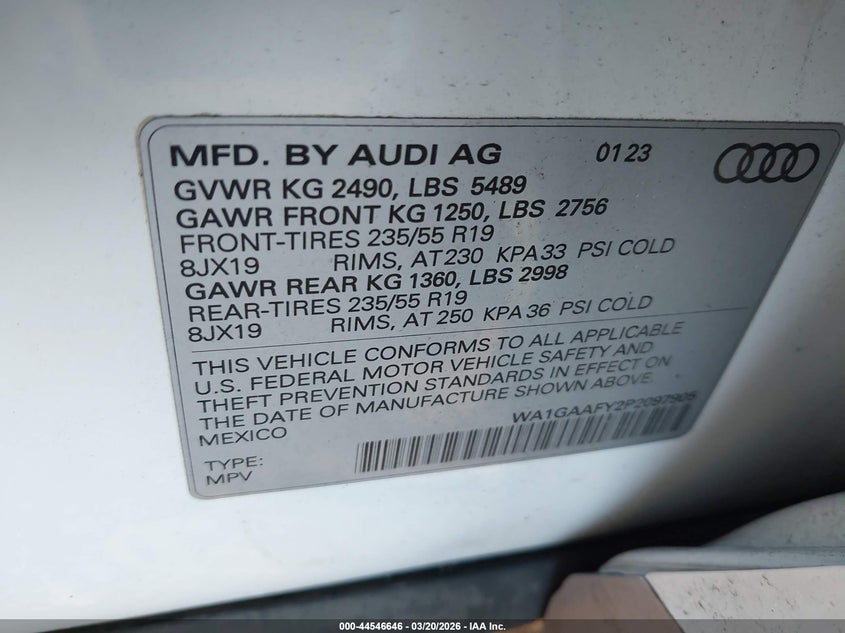 MFD. BY AUDI AG 0123
GVWR KG 2490, LBS 5489
GAWR FRONT KG 1250, LBS 2756
FRONT-TIRES 235/55 R19
8JX19 RIMS, AT 230 KPA 33 PSI COLD
GAWR REAR KG 1360, LBS 2998
REAR-TIRES 235/55 R19
8JX19 RIMS, AT 250 KPA 36 PSI COLD
THIS VEHICLE CONFORMS TO ALL APPLICABLE
U.S. FEDERAL MOTOR VEHICLE SAFETY AND
THEFT PREVENTION STANDARDS IN EFFECT ON
THE DATE OF MANUFACTURE SHOWN ABOVE.
MEXICO WA1GAAFY2P2097905
TYPE:
MPV
000-44546646 | 03/20/2026 - IAA Inc.